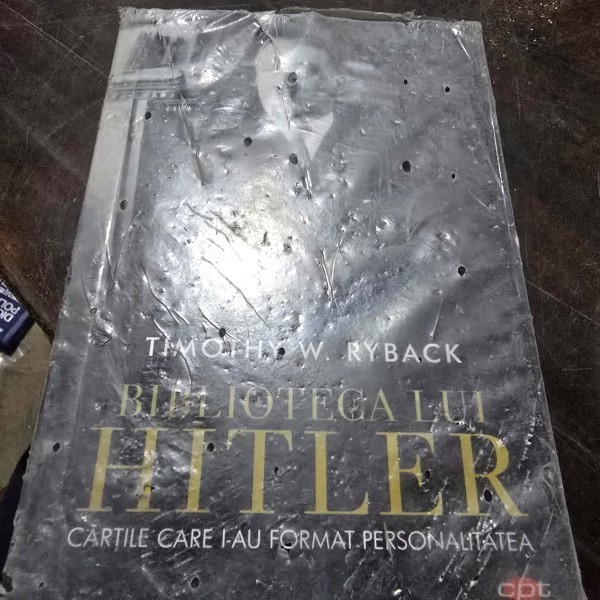 TIMOTHY W. RYBACK
BIBLIOTECA LUI
HITLER
CĂRȚILE CARE I-AU FORMAT PERSONALITATEA
cpt